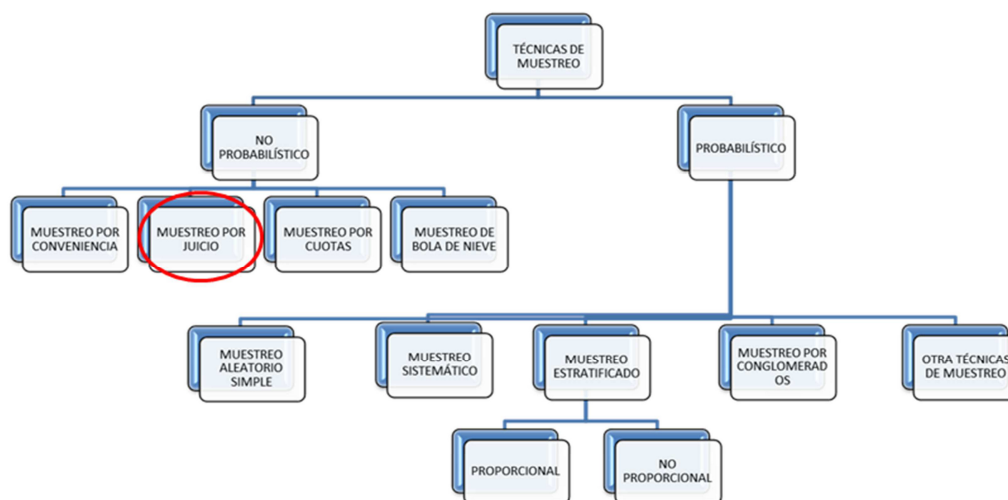 TÉCNICAS DE
MUESTREO
NO
PROBABILÍSTICO
PROBABILÍSTICO
MUESTREO POR
CONVENIENCIA
MUESTREO POR
JUICIO
MUESTREO POR
CUOTAS
MUESTREO DE
BOLA DE NIEVE
MUESTREO
ALEATORIO
SIMPLE
MUESTREO
SISTEMÁTICO
MUESTREO
ESTRATIFICADO
MUESTREO POR
CONGLOMERAD
OS
OTRA TÉCNICAS
DE MUESTREO
PROPORCIONAL
NO
PROPORCIONAL